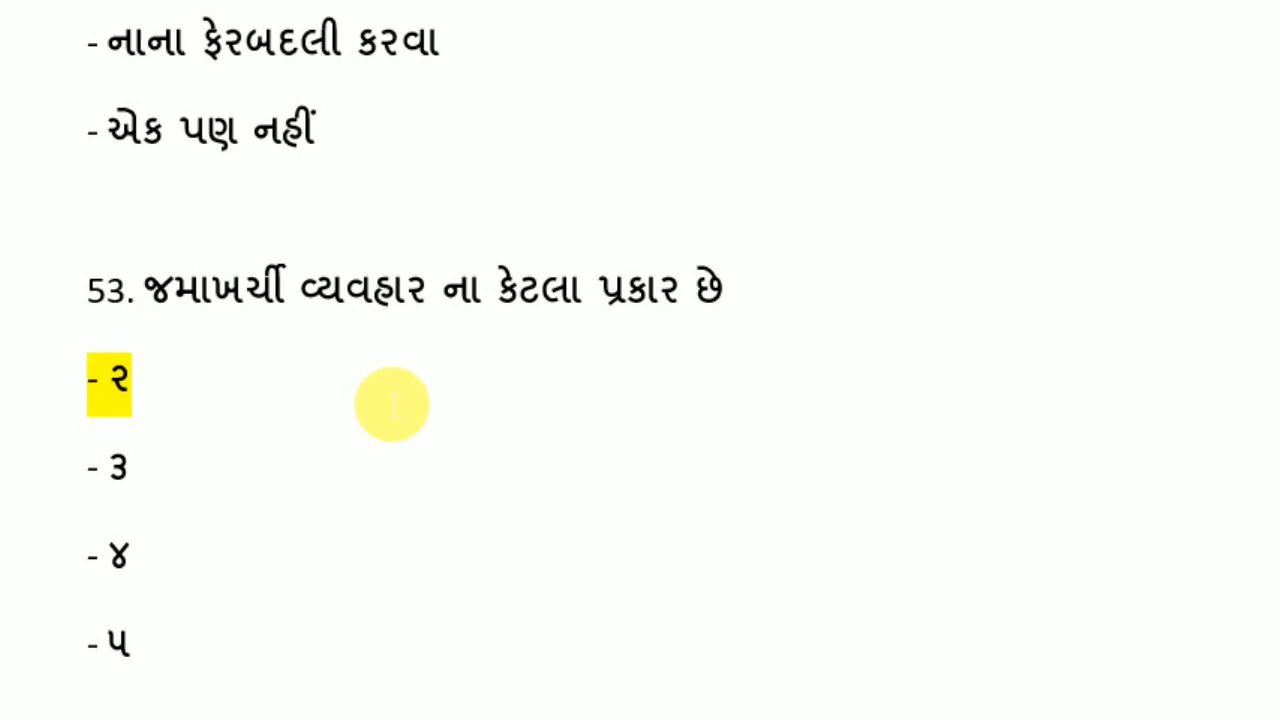 - નાના ફેરબદલી કરવા
- એક પણ નહીં
53. જમાખર્ચી વ્યવહાર ના કેટલા પ્રકાર છે
- ૨
- ૩
- ૪
- ૫